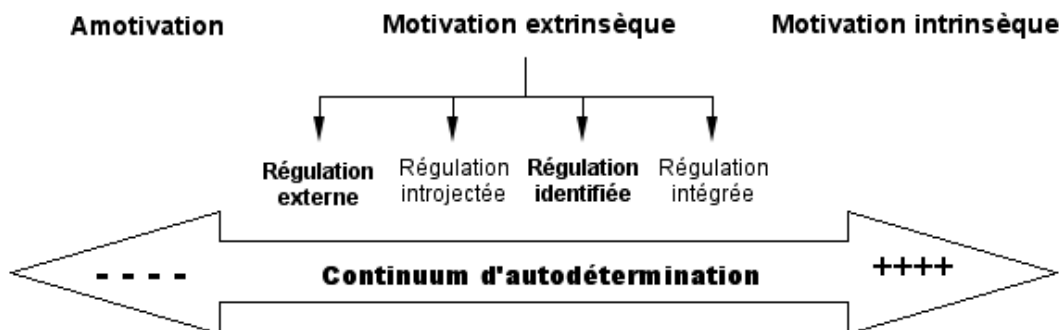 Amotivation Motivation extrinsèque Motivation intrinsèque
Régulation externe
Régulation introjectée
Régulation identifiée
Régulation intégrée
- - - - Continuum d'autodétermination ++++